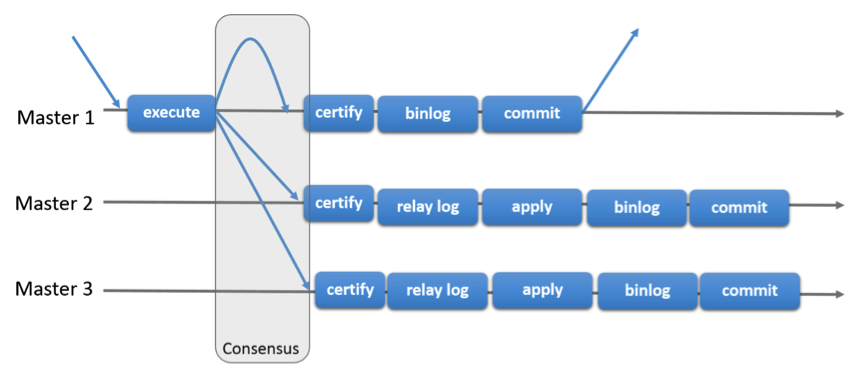 Master 1
execute
certify
binlog
commit
Master 2
certify
relay log
apply
binlog
commit
Master 3
certify
relay log
apply
binlog
commit
Consensus